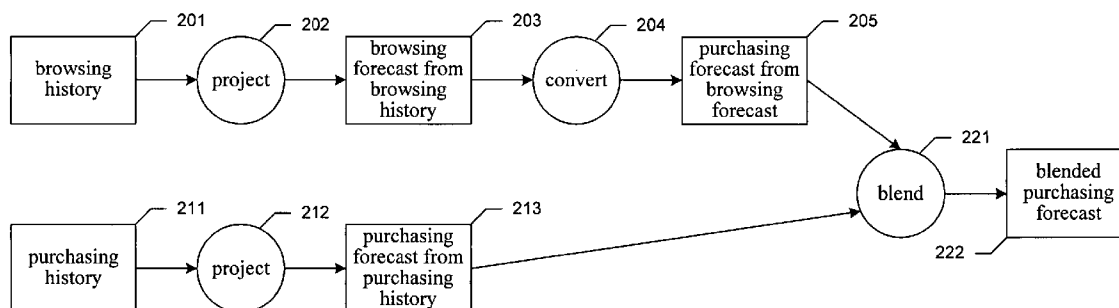 201
202
203
204
205
browsing
history
project
browsing
forecast from
browsing
history
convert
purchasing
forecast from
browsing
forecast
221
blend
blended
purchasing
forecast
222
211
212
213
purchasing
history
project
purchasing
forecast from
purchasing
history